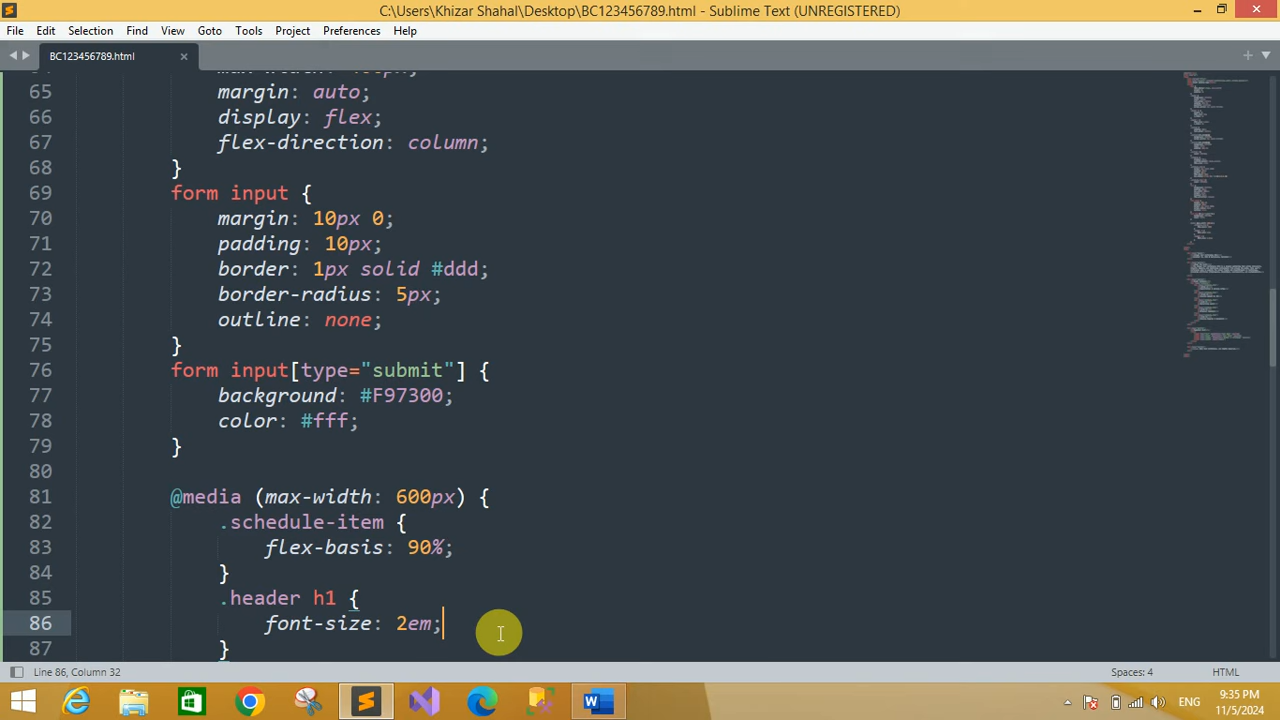 C:\Users\Khizar Shahal\Desktop\BC123456789.html - Sublime Text (UNREGISTERED)
File Edit Selection Find View Goto Tools Project Preferences Help
BC123456789.html
65 margin: auto;
66 display: flex;
67 flex-direction: column;
68 }
69 form input {
70 margin: 10px 0;
71 padding: 10px;
72 border: 1px solid #ddd;
73 border-radius: 5px;
74 outline: none;
75 }
76 form input[type="submit"] {
77 background: #F97300;
78 color: #fff;
79 }
80
81 @media (max-width: 600px) {
82 .schedule-item {
83 flex-basis: 90%;
84 }
85 .header h1 {
86 font-size: 2em;
87 }
Line 86, Column 32 Spaces: 4 HTML
ENG 9:35 PM
11/5/2024